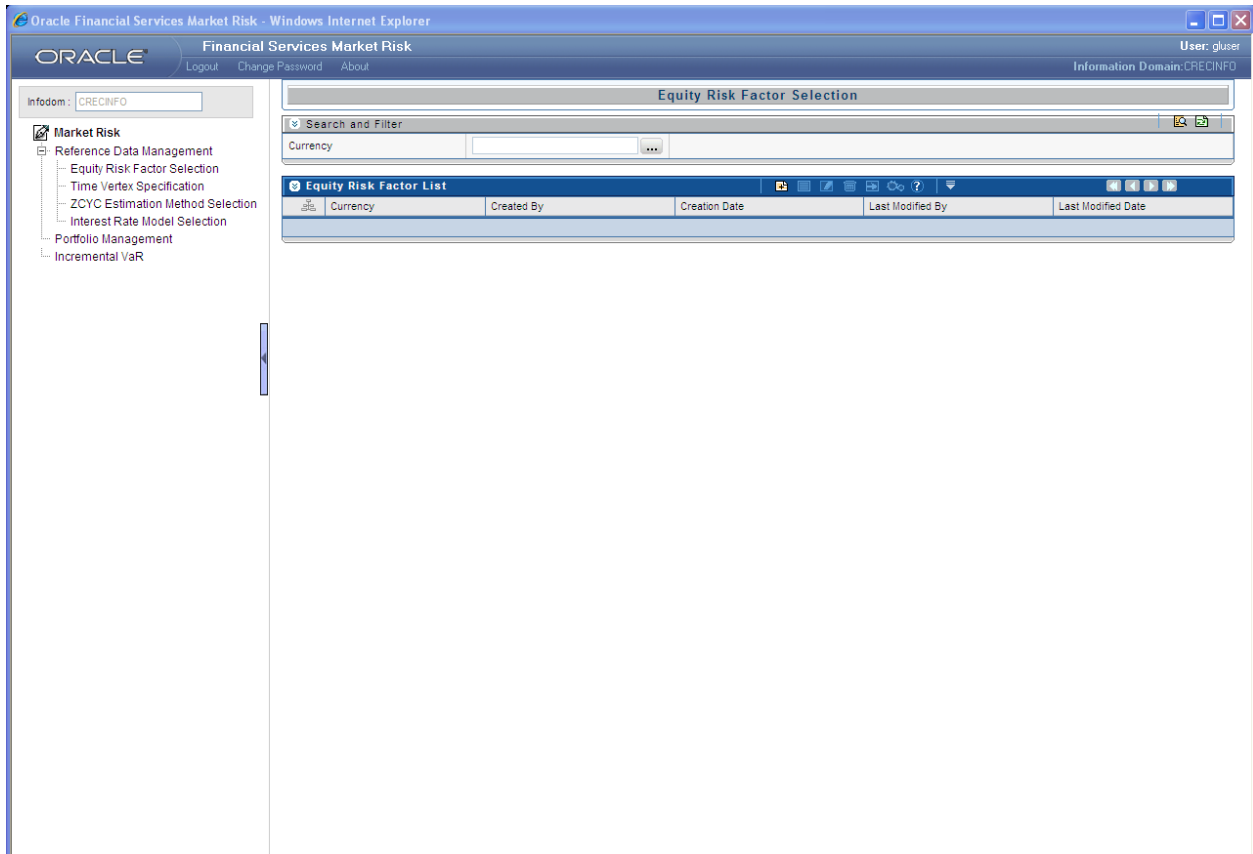 Oracle Financial Services Market Risk - Windows Internet Explorer
ORACLE
Financial Services Market Risk
User: gluser
Logout Change Password About
Information Domain:CRECINFO
Infodom : CRECINFO
Market Risk
Reference Data Management
Equity Risk Factor Selection
Time Vertex Specification
ZCYC Estimation Method Selection
Interest Rate Model Selection
Portfolio Management
Incremental VaR
Equity Risk Factor Selection
Search and Filter
Currency
...
Equity Risk Factor List
Currency Created By Creation Date Last Modified By Last Modified Date